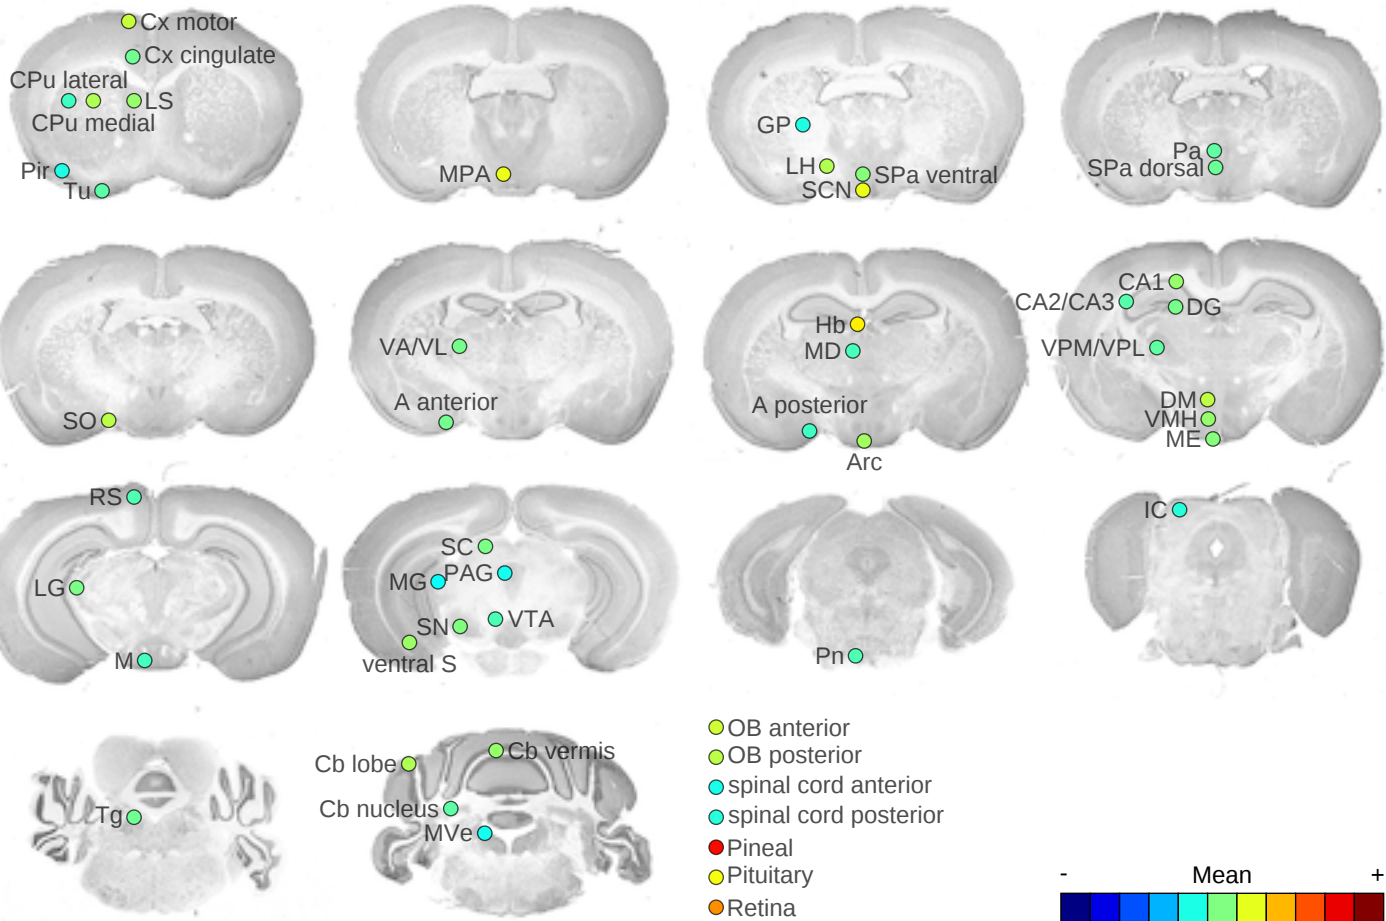 Cx motor
Cx cingulate
CPu lateral
LS
CPu medial
Pir
Tu
MPA
GP
LH
SPa ventral
SCN
Pa
SPa dorsal
SO
VA/VL
A anterior
Hb
MD
A posterior
Arc
CA1
CA2/CA3
DG
VPM/VPL
DM
VMH
ME
RS
LG
M
SC
MG
PAG
SN
VTA
ventral S
Pn
IC
Tg
Cb lobe
Cb vermis
Cb nucleus
MVe
OB anterior
OB posterior
spinal cord anterior
spinal cord posterior
Pineal
Pituitary
Retina
- Mean +